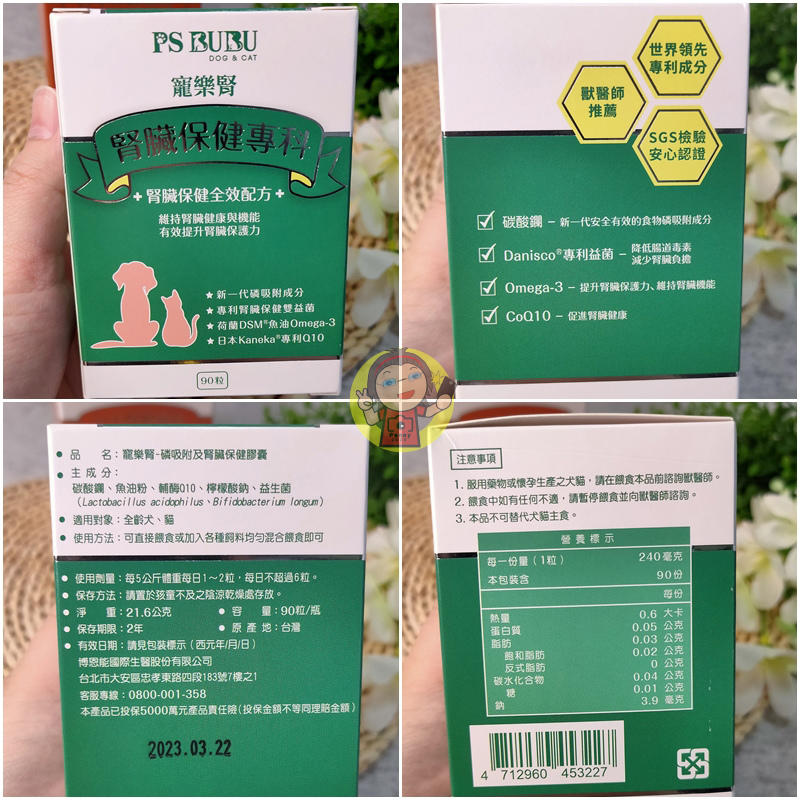 PS BUBU
DOG & CAT
寵樂腎
腎臟保健專科
+腎臟保健全效配方+
維持腎臟健康與機能
有效提升腎臟保護力
★新一代磷吸附成分
★專利腎臟保健雙益菌
★荷蘭DSM®魚油Omega-3
★日本Kaneka®專利Q10
90粒
世界領先
專利成分
獸醫師
推薦
SGS檢驗
安心認證
碳酸鑭 – 新一代安全有效的食物磷吸附成分
Danisco®專利益菌 – 降低腸道毒素
減少腎臟負擔
Omega-3 – 提升腎臟保護力、維持腎臟機能
CoQ10 – 促進腎臟健康
● 品 名：寵樂腎-磷吸附及腎臟保健膠囊
● 主成分：
碳酸鑭、魚油粉、輔酶Q10、檸檬酸鈉、益生菌
(Lactobacillus acidophilus、Bifidobacterium longum)
● 適用對象：全齡犬、貓
● 使用方法：可直接餵食或加入各種飼料均勻混合餵食即可
● 使用劑量：每5公斤體重每日1～2粒，每日不超過6粒。
● 保存方法：請置於孩童不及之陰涼乾燥處存放。
● 淨 重：21.6公克 ● 容 量：90粒/瓶
● 保存期限：2年 ● 原產地：台灣
● 有效日期：請見包裝標示（西元年/月/日）
博恩能國際生醫股份有限公司
台北市大安區忠孝東路四段183號7樓之1
客服專線：0800-001-358
本產品已投保5000萬元產品責任險(投保金額不等同理賠金額)
2023.03.22
注意事項
1. 服用藥物或懷孕生產之犬貓，請在餵食本品前諮詢獸醫師。
2. 餵食中如有任何不適，請暫停餵食並向獸醫師諮詢。
3. 本品不可替代犬貓主食。
營養標示
每一份量（1粒） 240毫克
本包裝含 90份
每份
熱量 0.6 大卡
蛋白質 0.05 公克
脂肪 0.03 公克
飽和脂肪 0.02 公克
反式脂肪 0 公克
碳水化合物 0.04 公克
糖 0.01 公克
鈉 3.9 毫克
4 712960 453227
Penny